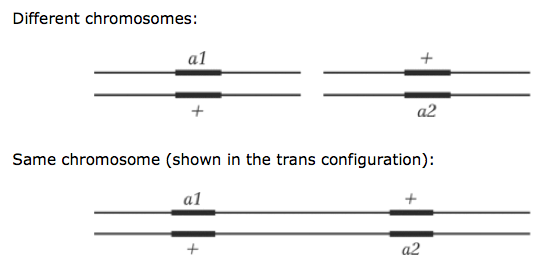 Different chromosomes:
a1 +
+ a2
Same chromosome (shown in the trans configuration):
a1 +
+ a2